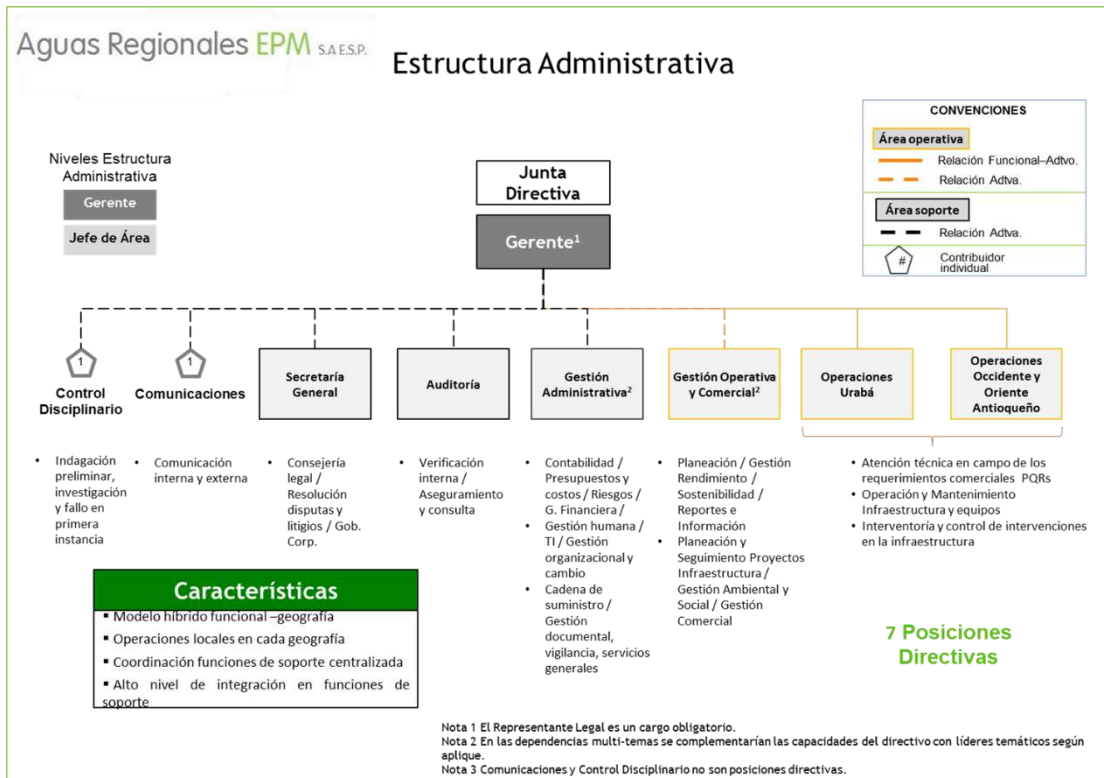 Aguas Regionales EPM S.A E.S.P.
Estructura Administrativa
CONVENCIONES
Área operativa
Relación Funcional–Adtvo.
Relación Adtva.
Área soporte
Relación Adtva.
#
Contribuidor
individual
Niveles Estructura
Administrativa
Gerente
Jefe de Área
Junta
Directiva
Gerente¹
1
Control
Disciplinario
1
Comunicaciones
Secretaría
General
Auditoría
Gestión
Administrativa²
Gestión Operativa
y Comercial²
Operaciones
Urabá
Operaciones
Occidente y
Oriente
Antioqueño
• Indagación
preliminar,
investigación
y fallo en
primera
instancia
• Comunicación
interna y externa
• Consejería
legal /
Resolución
disputas y
litigios / Gob.
Corp.
• Verificación
interna /
Aseguramiento
y consulta
• Contabilidad /
Presupuestos y
costos / Riesgos /
G. Financiera /
• Gestión humana /
TI / Gestión
organizacional y
cambio
• Cadena de
suministro /
Gestión
documental,
vigilancia, servicios
generales
• Planeación / Gestión
Rendimiento /
Sostenibilidad /
Reportes e
Información
• Planeación y
Seguimiento Proyectos
Infraestructura /
Gestión Ambiental y
Social / Gestión
Comercial
• Atención técnica en campo de los
requerimientos comerciales PQRs
• Operación y Mantenimiento
Infraestructura y equipos
• Interventoría y control de intervenciones
en la infraestructura
Características
▪ Modelo híbrido funcional –geografía
▪ Operaciones locales en cada geografía
▪ Coordinación funciones de soporte centralizada
▪ Alto nivel de integración en funciones de
soporte
7 Posiciones
Directivas
Nota 1 El Representante Legal es un cargo obligatorio.
Nota 2 En las dependencias multi-temas se complementarían las capacidades del directivo con líderes temáticos según
aplique.
Nota 3 Comunicaciones y Control Disciplinario no son posiciones directivas.